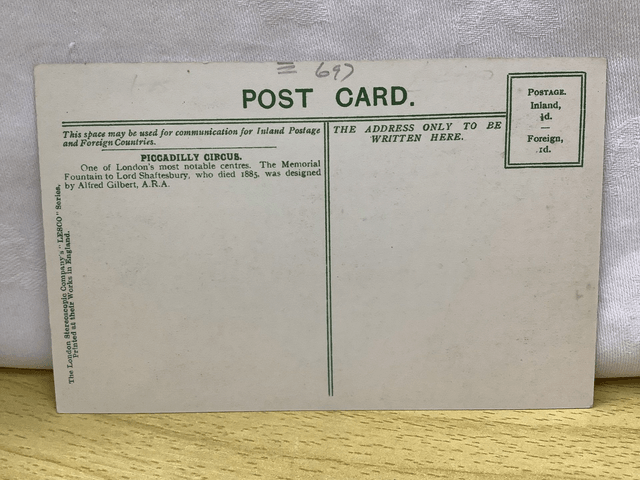 697
POST CARD.
POSTAGE.
Inland,
½d.
—
Foreign,
1d.
This space may be used for communication for Inland Postage
and Foreign Countries.
THE ADDRESS ONLY TO BE
WRITTEN HERE.
PICCADILLY CIRCUS.
One of London's most notable centres. The Memorial
Fountain to Lord Shaftesbury, who died 1885, was designed
by Alfred Gilbert, A.R.A.
The London Stereoscopic Company's "LESCO" Series.
Printed at their Works in England.